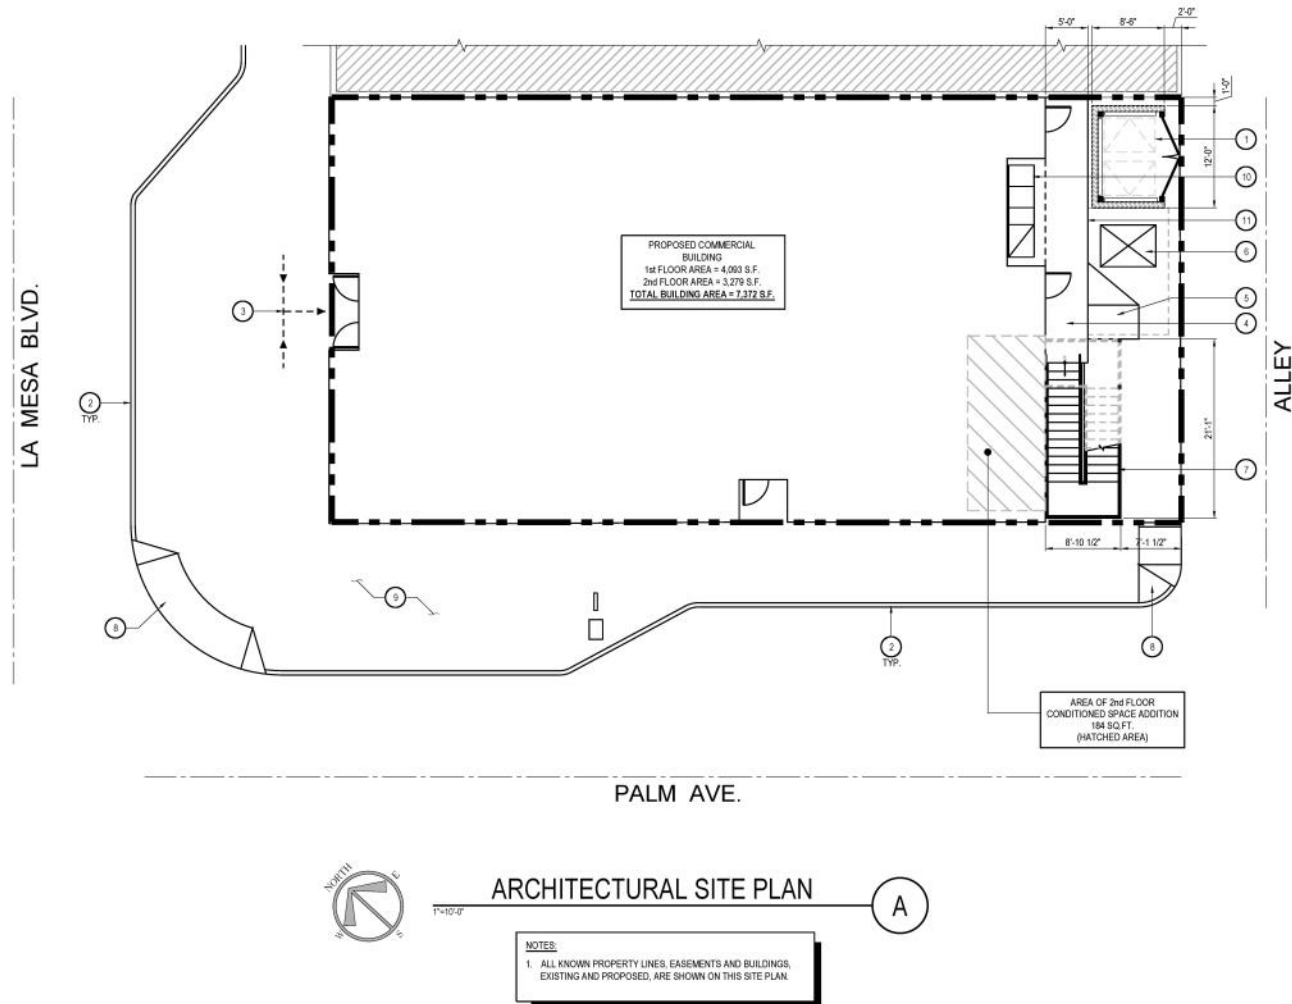 5'-0"
8'-6"
2'-0"
1'-0"
12'-0"
1
10
11
6
5
4
3
PROPOSED COMMERCIAL
BUILDING
1st FLOOR AREA = 4,093 S.F.
2nd FLOOR AREA = 3,279 S.F.
TOTAL BUILDING AREA = 7,372 S.F.
LA MESA BLVD.
ALLEY
2
TYP.
21'-1"
7
8'-10 1/2"
7'-1 1/2"
9
8
2
TYP.
8
AREA OF 2nd FLOOR
CONDITIONED SPACE ADDITION
184 SQ.FT.
(HATCHED AREA)
PALM AVE.
NORTH
E
W
S
ARCHITECTURAL SITE PLAN
A
1"=10'-0"
NOTES:
1. ALL KNOWN PROPERTY LINES, EASEMENTS AND BUILDINGS,
EXISTING AND PROPOSED, ARE SHOWN ON THIS SITE PLAN.